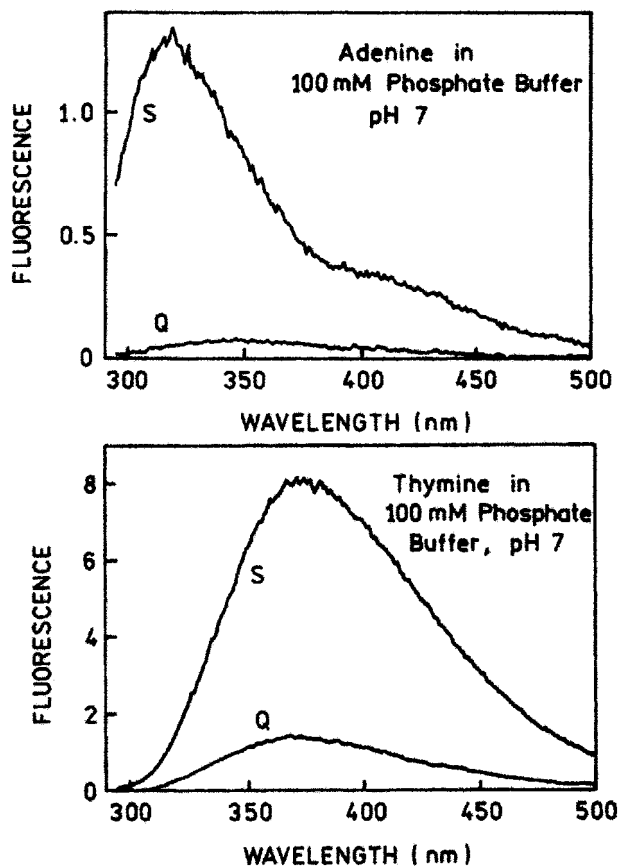 Adenine in
100 mM Phosphate Buffer
pH 7
S
Q
FLUORESCENCE
1.0
0.5
0
300 350 400 450 500
WAVELENGTH (nm)
Thymine in
100 mM Phosphate
Buffer, pH 7
S
Q
FLUORESCENCE
8
6
4
2
0
300 350 400 450 500
WAVELENGTH (nm)